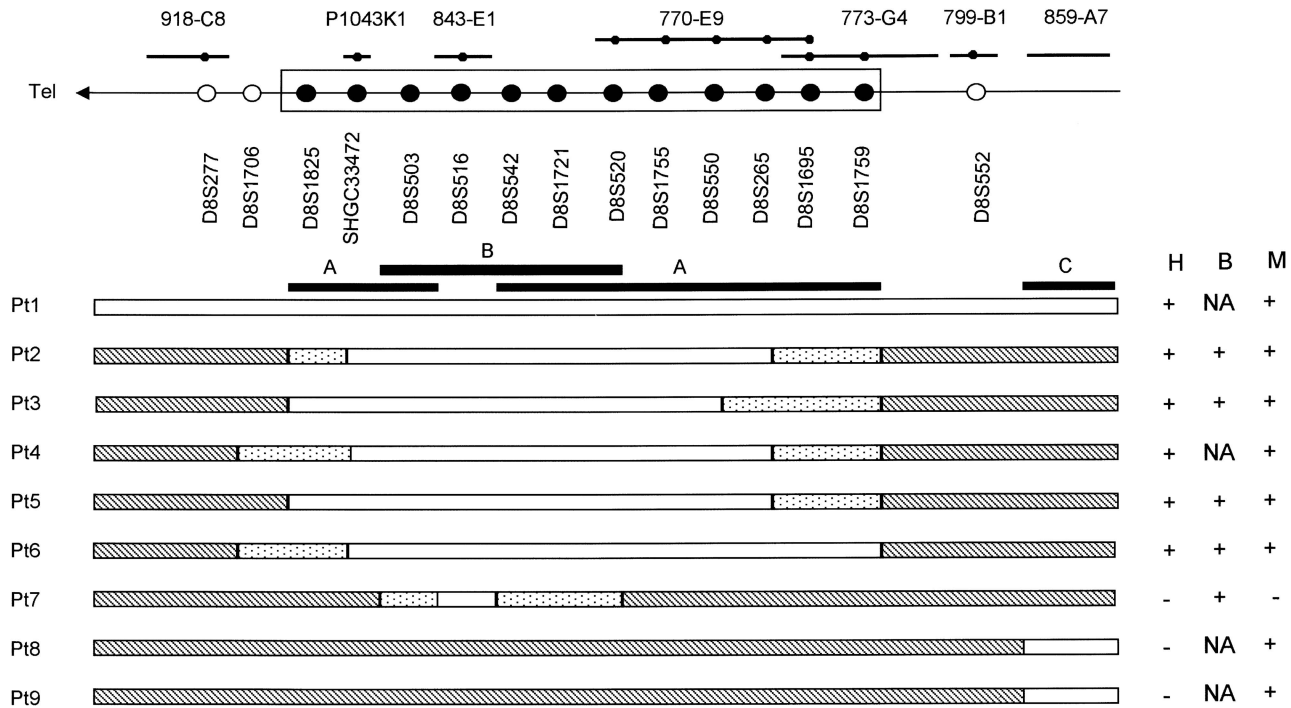 918-C8 P1043K1 843-E1 770-E9 773-G4 799-B1 859-A7
Tel
D8S277 D8S1706 D8S1825 SHGC33472 D8S503 D8S516 D8S542 D8S1721 D8S520 D8S1755 D8S550 D8S265 D8S1695 D8S1759 D8S552
A B A C H B M
Pt1 + NA +
Pt2 + + +
Pt3 + + +
Pt4 + NA +
Pt5 + + +
Pt6 + + +
Pt7 - + -
Pt8 - NA +
Pt9 - NA +